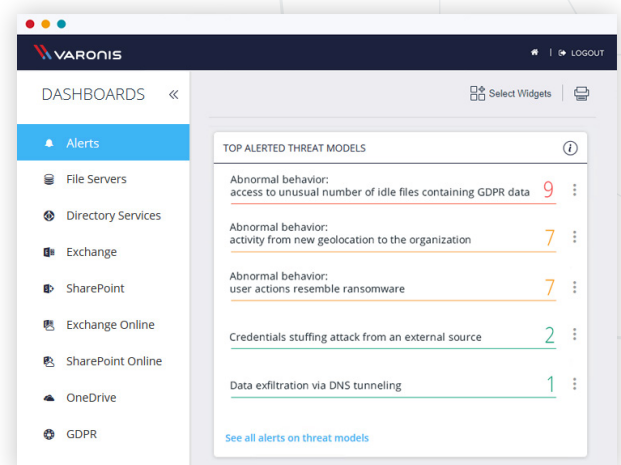 VARONIS
LOGOUT
DASHBOARDS «
Select Widgets
Alerts
File Servers
Directory Services
Exchange
SharePoint
Exchange Online
SharePoint Online
OneDrive
GDPR
TOP ALERTED THREAT MODELS
Abnormal behavior:
access to unusual number of idle files containing GDPR data 9
Abnormal behavior:
activity from new geolocation to the organization 7
Abnormal behavior:
user actions resemble ransomware 7
Credentials stuffing attack from an external source 2
Data exfiltration via DNS tunneling 1
See all alerts on threat models